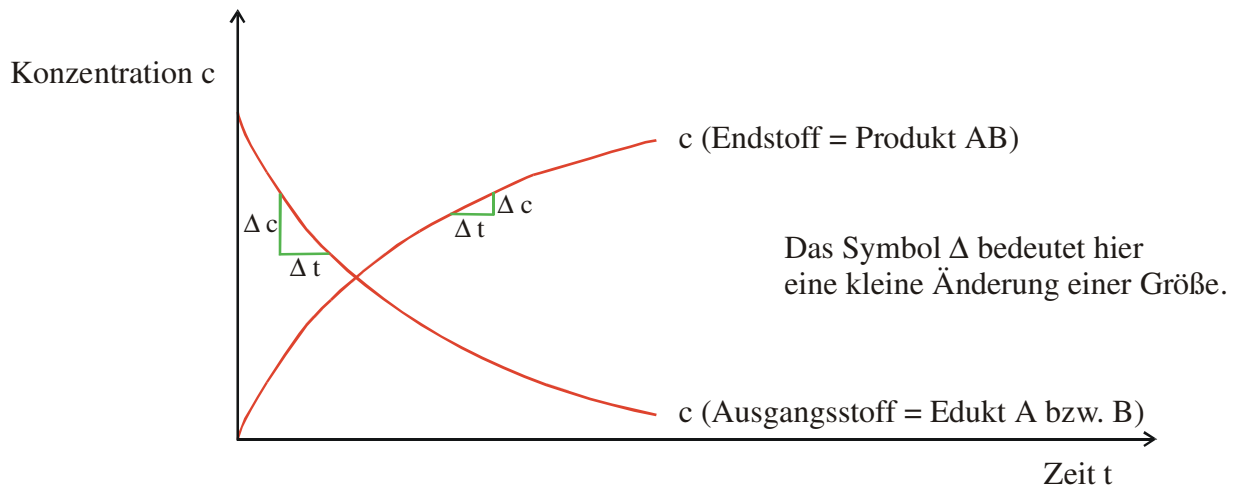 Konzentration c
c (Endstoff = Produkt AB)
Δ c
Δ t
Δ c
Δ t
Das Symbol Δ bedeutet hier
eine kleine Änderung einer Größe.
c (Ausgangsstoff = Edukt A bzw. B)
Zeit t